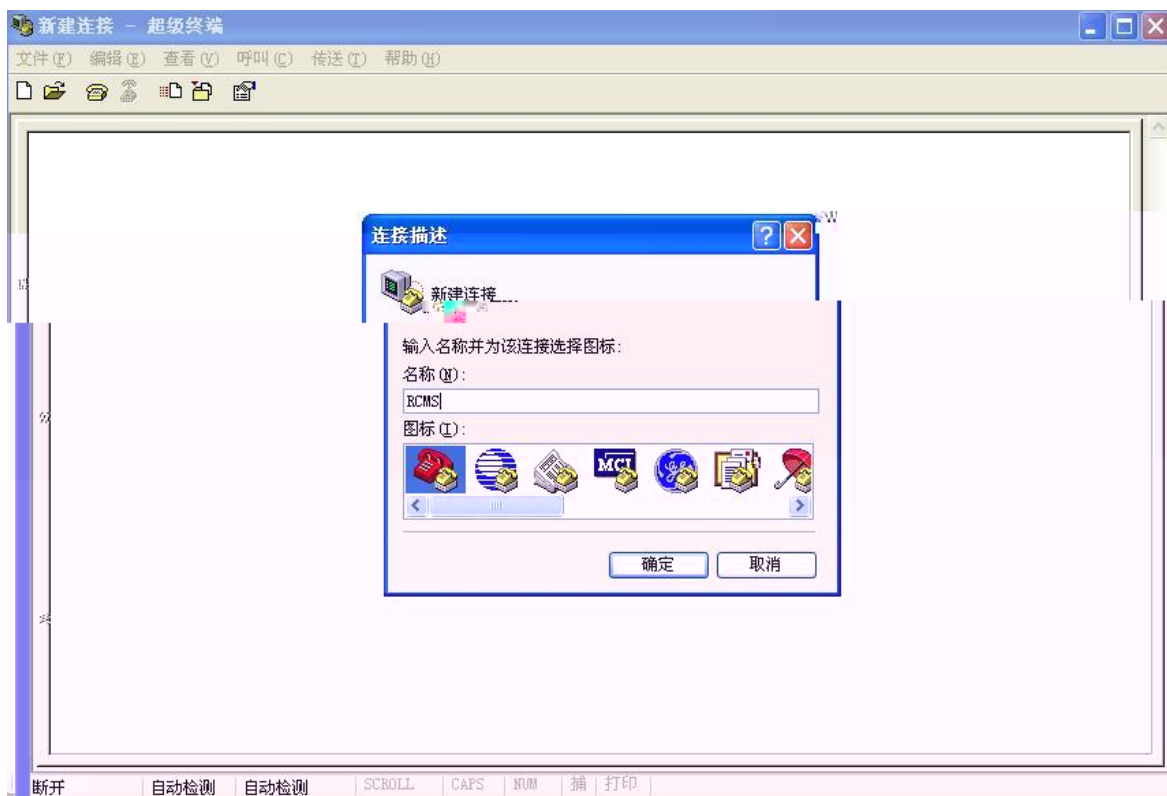 新建连接 - 超级终端
文件(F) 编辑(E) 查看(V) 呼叫(C) 传送(T) 帮助(H)
连接描述
新建连接
输入名称并为该连接选择图标:
名称(N):
RCMS
图标(I):
MCI
确定 取消
断开 自动检测 自动检测 SCROLL CAPS NUM 捕 打印